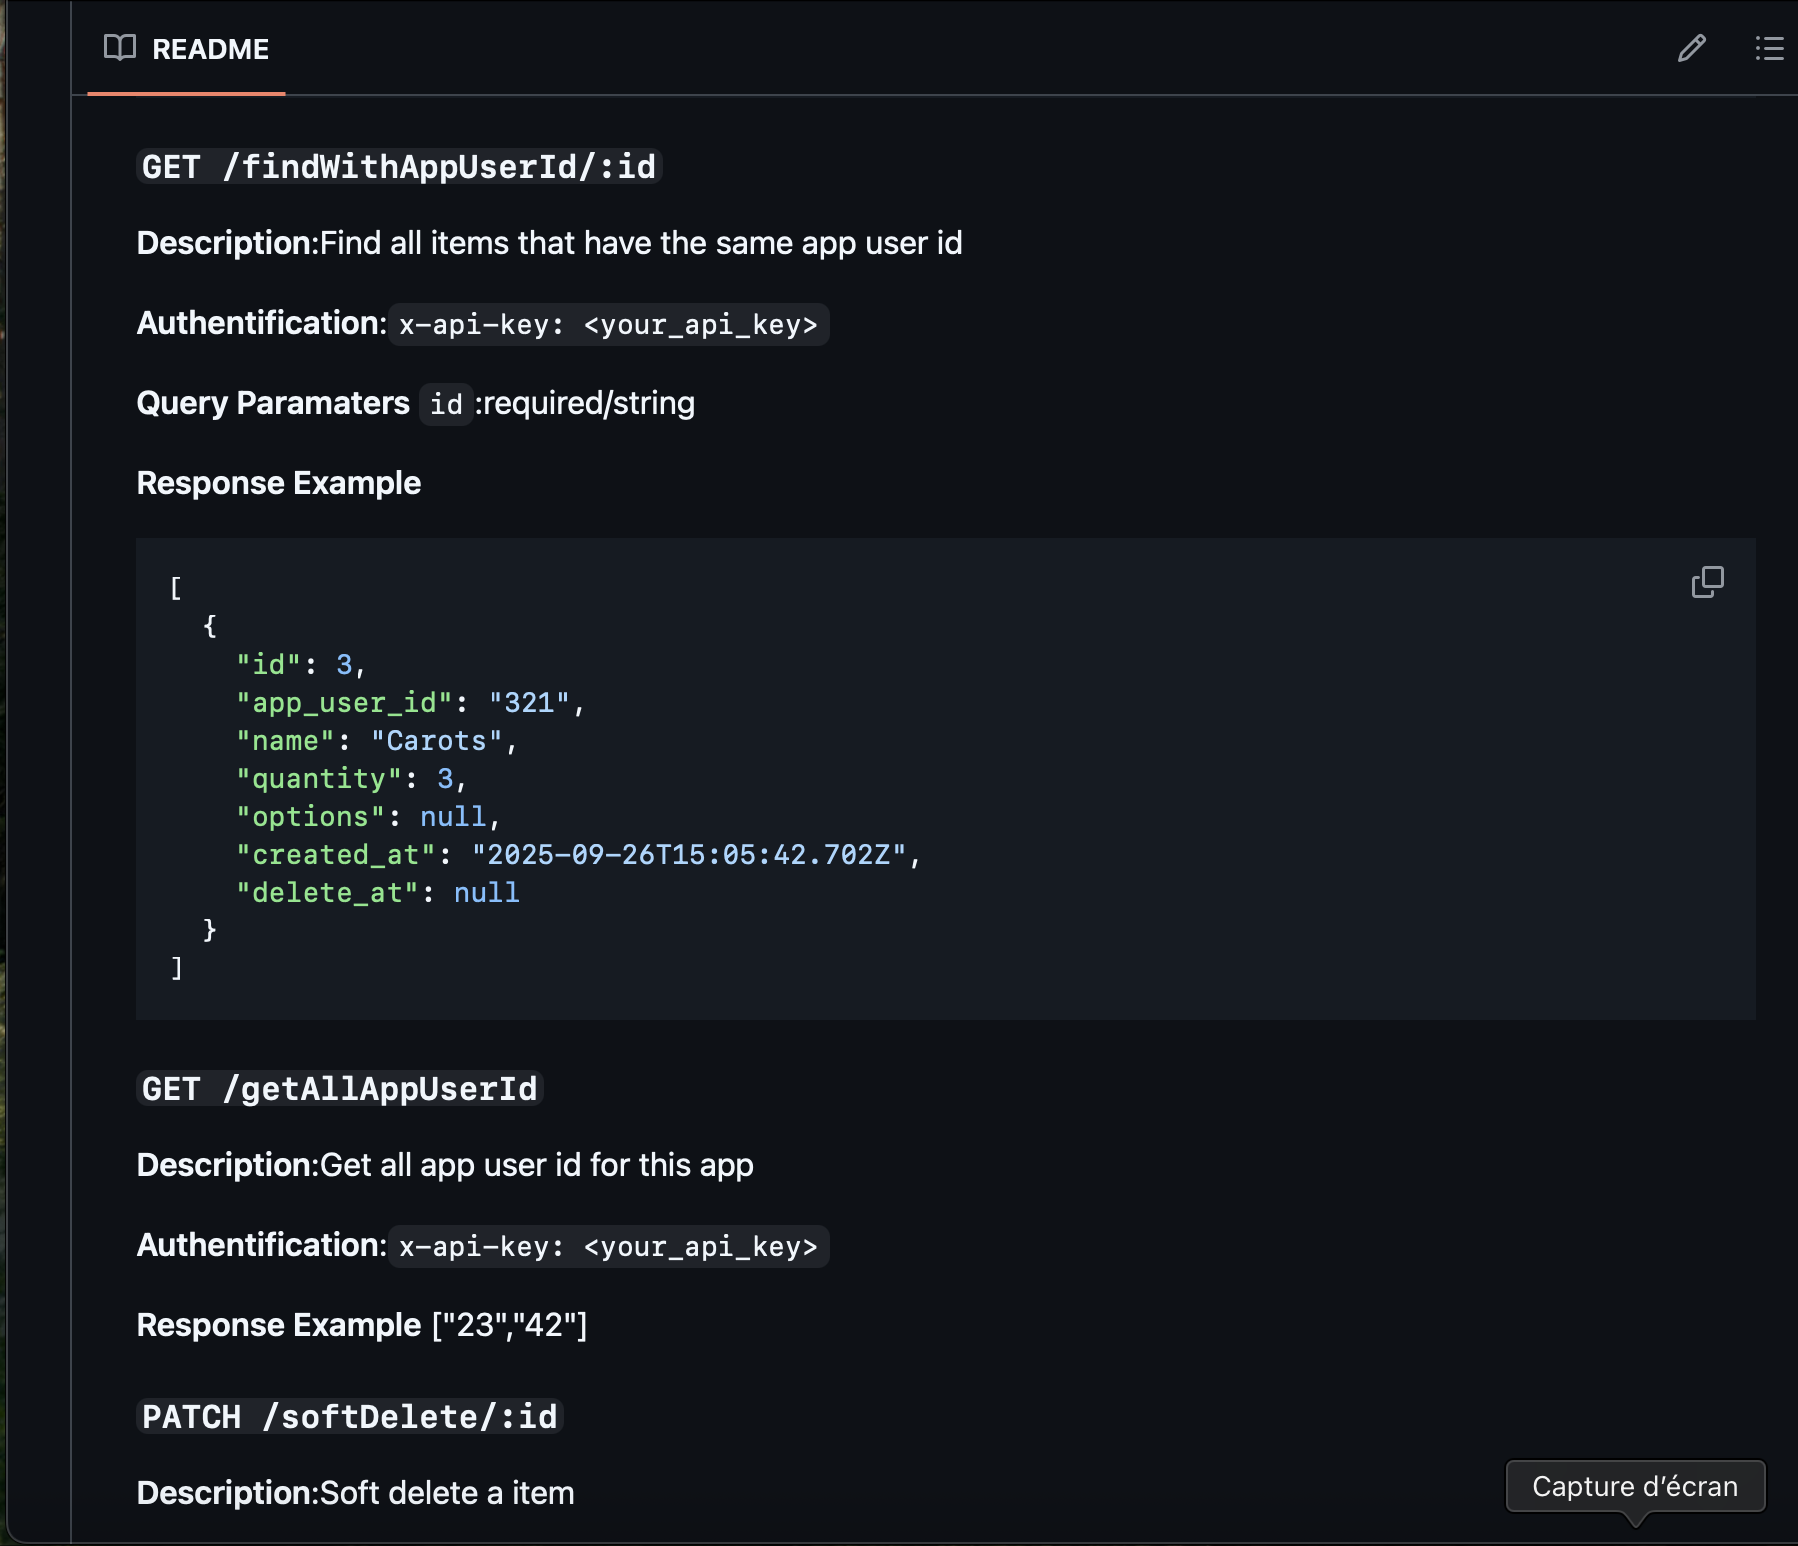 README
GET /findWithAppUserId/:id
Description:Find all items that have the same app user id
Authentification: x-api-key: <your_api_key>
Query Paramaters id :required/string
Response Example
[
  {
    "id": 3,
    "app_user_id": "321",
    "name": "Carots",
    "quantity": 3,
    "options": null,
    "created_at": "2025-09-26T15:05:42.702Z",
    "delete_at": null
  }
]
GET /getAllAppUserId
Description:Get all app user id for this app
Authentification: x-api-key: <your_api_key>
Response Example ["23","42"]
PATCH /softDelete/:id
Description:Soft delete a item
Capture d’écran